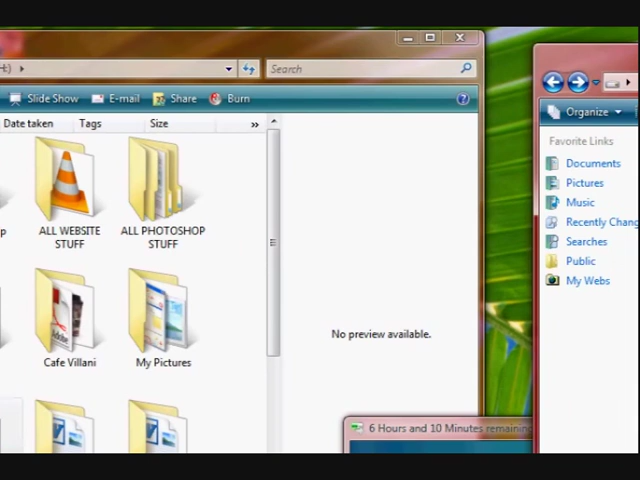 H:)
Search
Slide Show E-mail Share Burn
Date taken Tags Size
Organize
Favorite Links
Documents
Pictures
Music
Recently Chang
Searches
Public
My Webs
p
ALL WEBSITE
STUFF
ALL PHOTOSHOP
STUFF
Adobe
Cafe Villani
My Pictures
No preview available.
6 Hours and 10 Minutes remaining